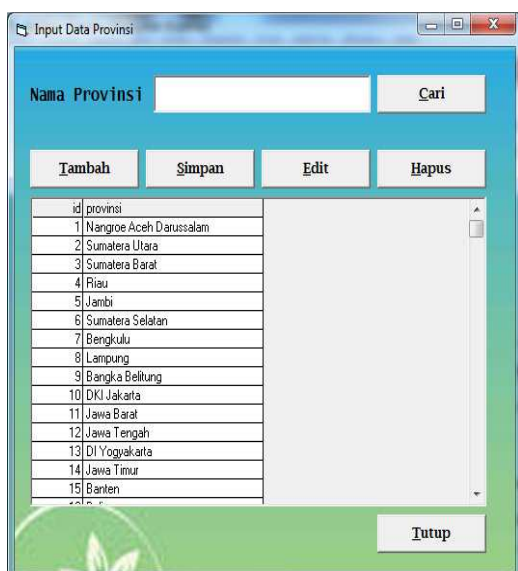 Input Data Provinsi
Nama Provinsi
Cari
Tambah Simpan Edit Hapus
id provinsi
1 Nangroe Aceh Darussalam
2 Sumatera Utara
3 Sumatera Barat
4 Riau
5 Jambi
6 Sumatera Selatan
7 Bengkulu
8 Lampung
9 Bangka Belitung
10 DKI Jakarta
11 Jawa Barat
12 Jawa Tengah
13 DI Yogyakarta
14 Jawa Timur
15 Banten
Tutup